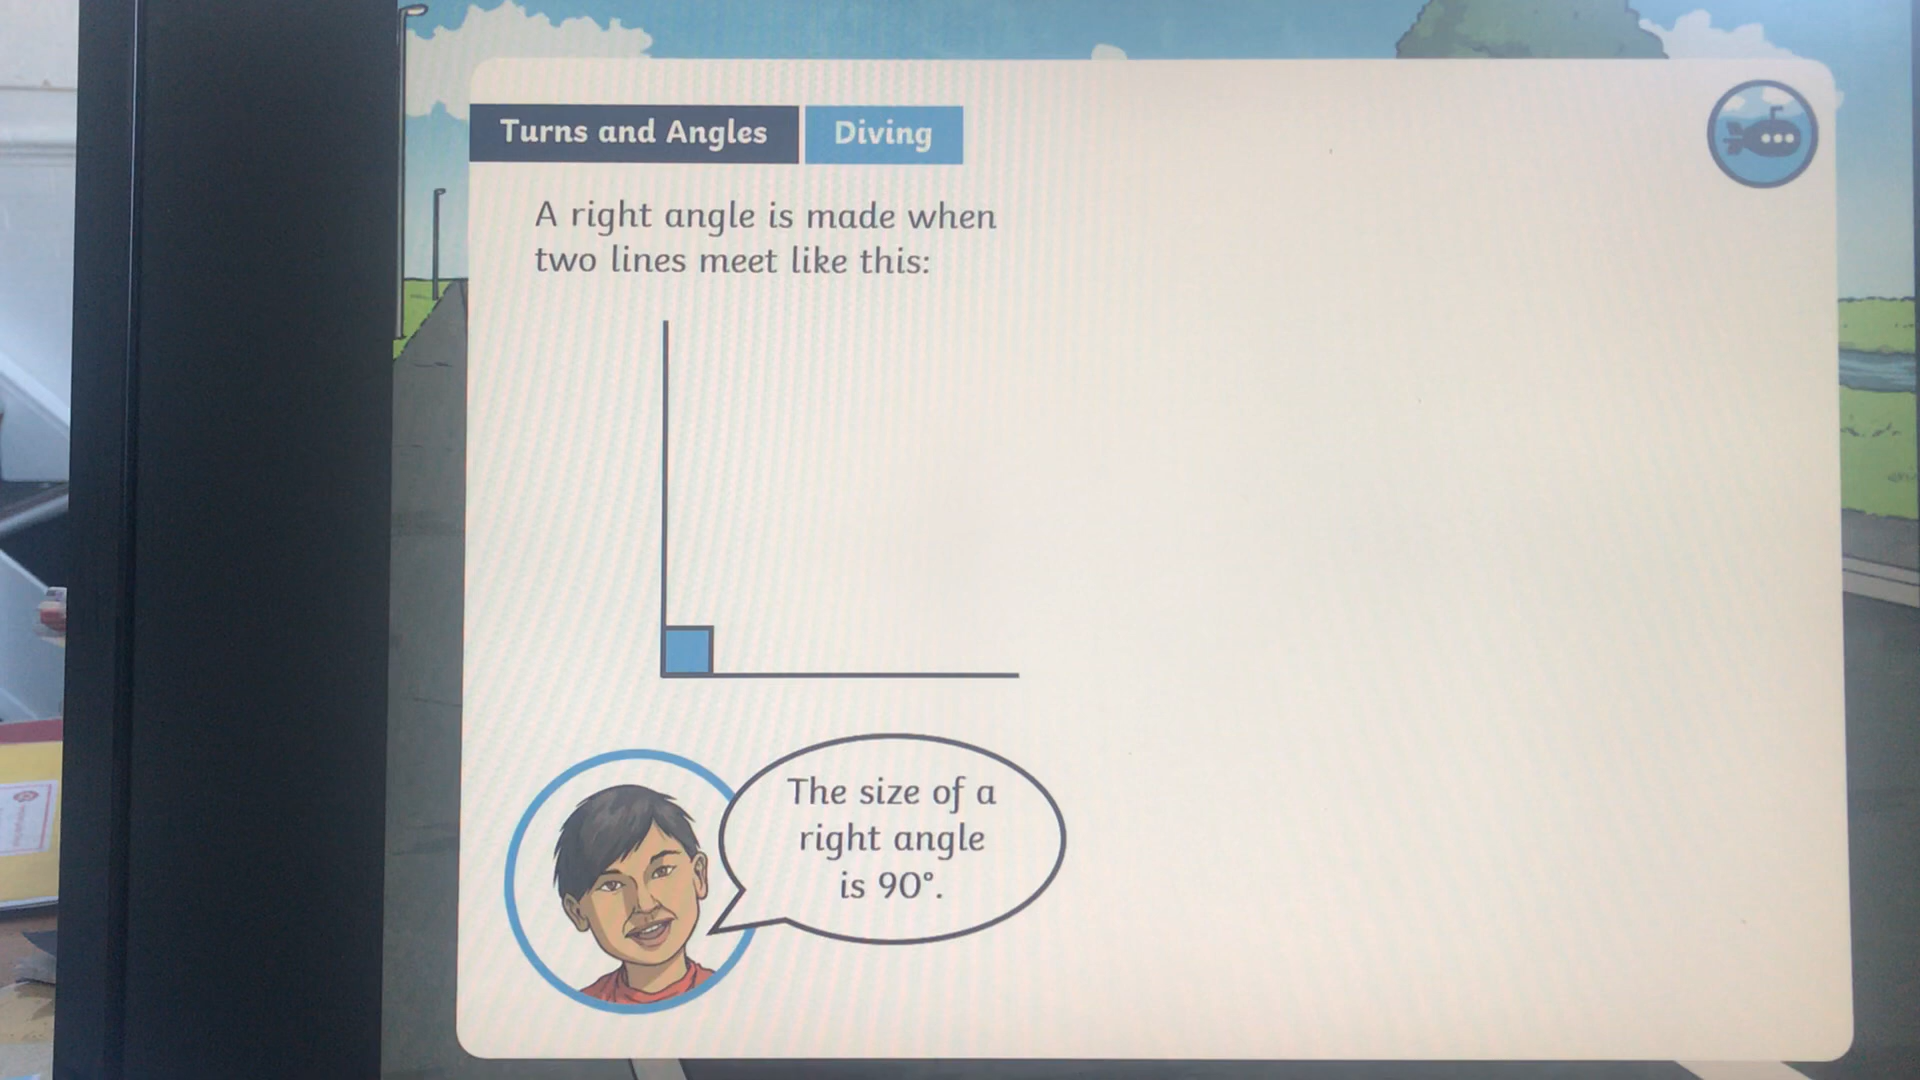 Turns and Angles
Diving
A right angle is made when
two lines meet like this:
The size of a
right angle
is 90°.